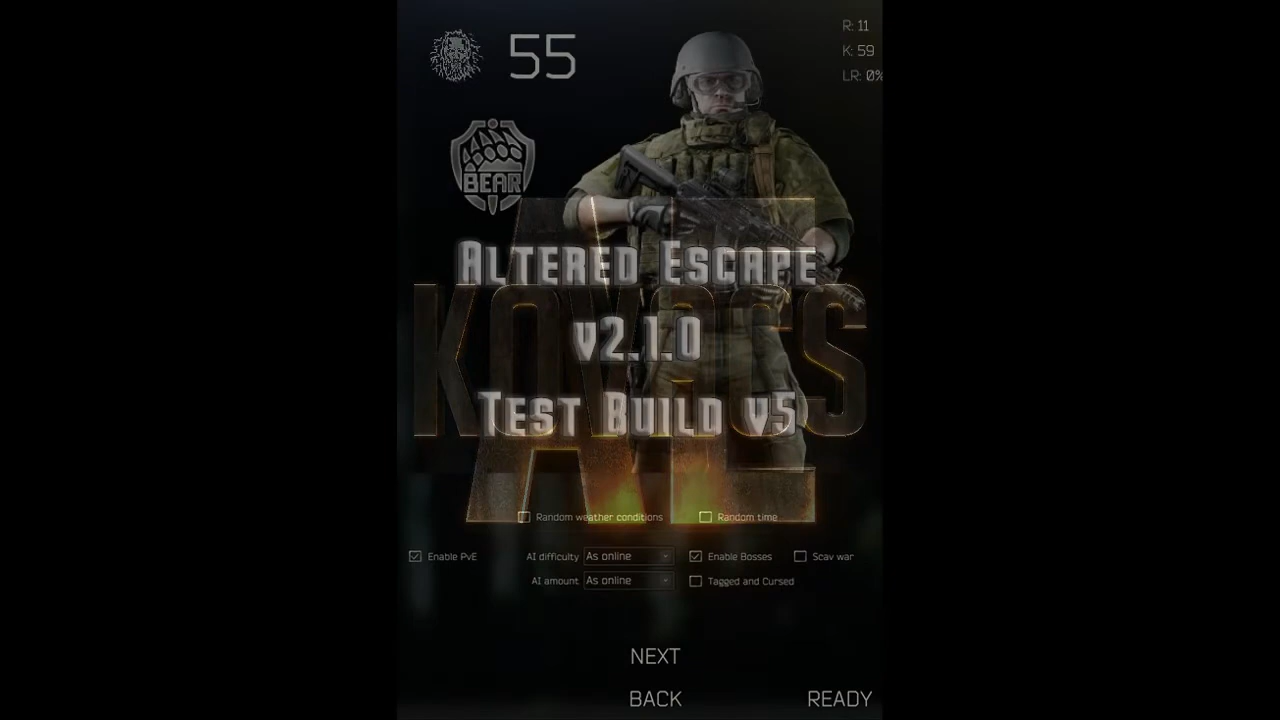 55
R: 11
K: 59
LR: 0%
BEAR
ALTERED ESCAPE
v2.1.0
TEST BUILD v5
KOVACS
AE
Random weather conditions
Random time
Enable PvE
AI difficulty
As online
Enable Bosses
Scav war
AI amount
As online
Tagged and Cursed
NEXT
BACK
READY